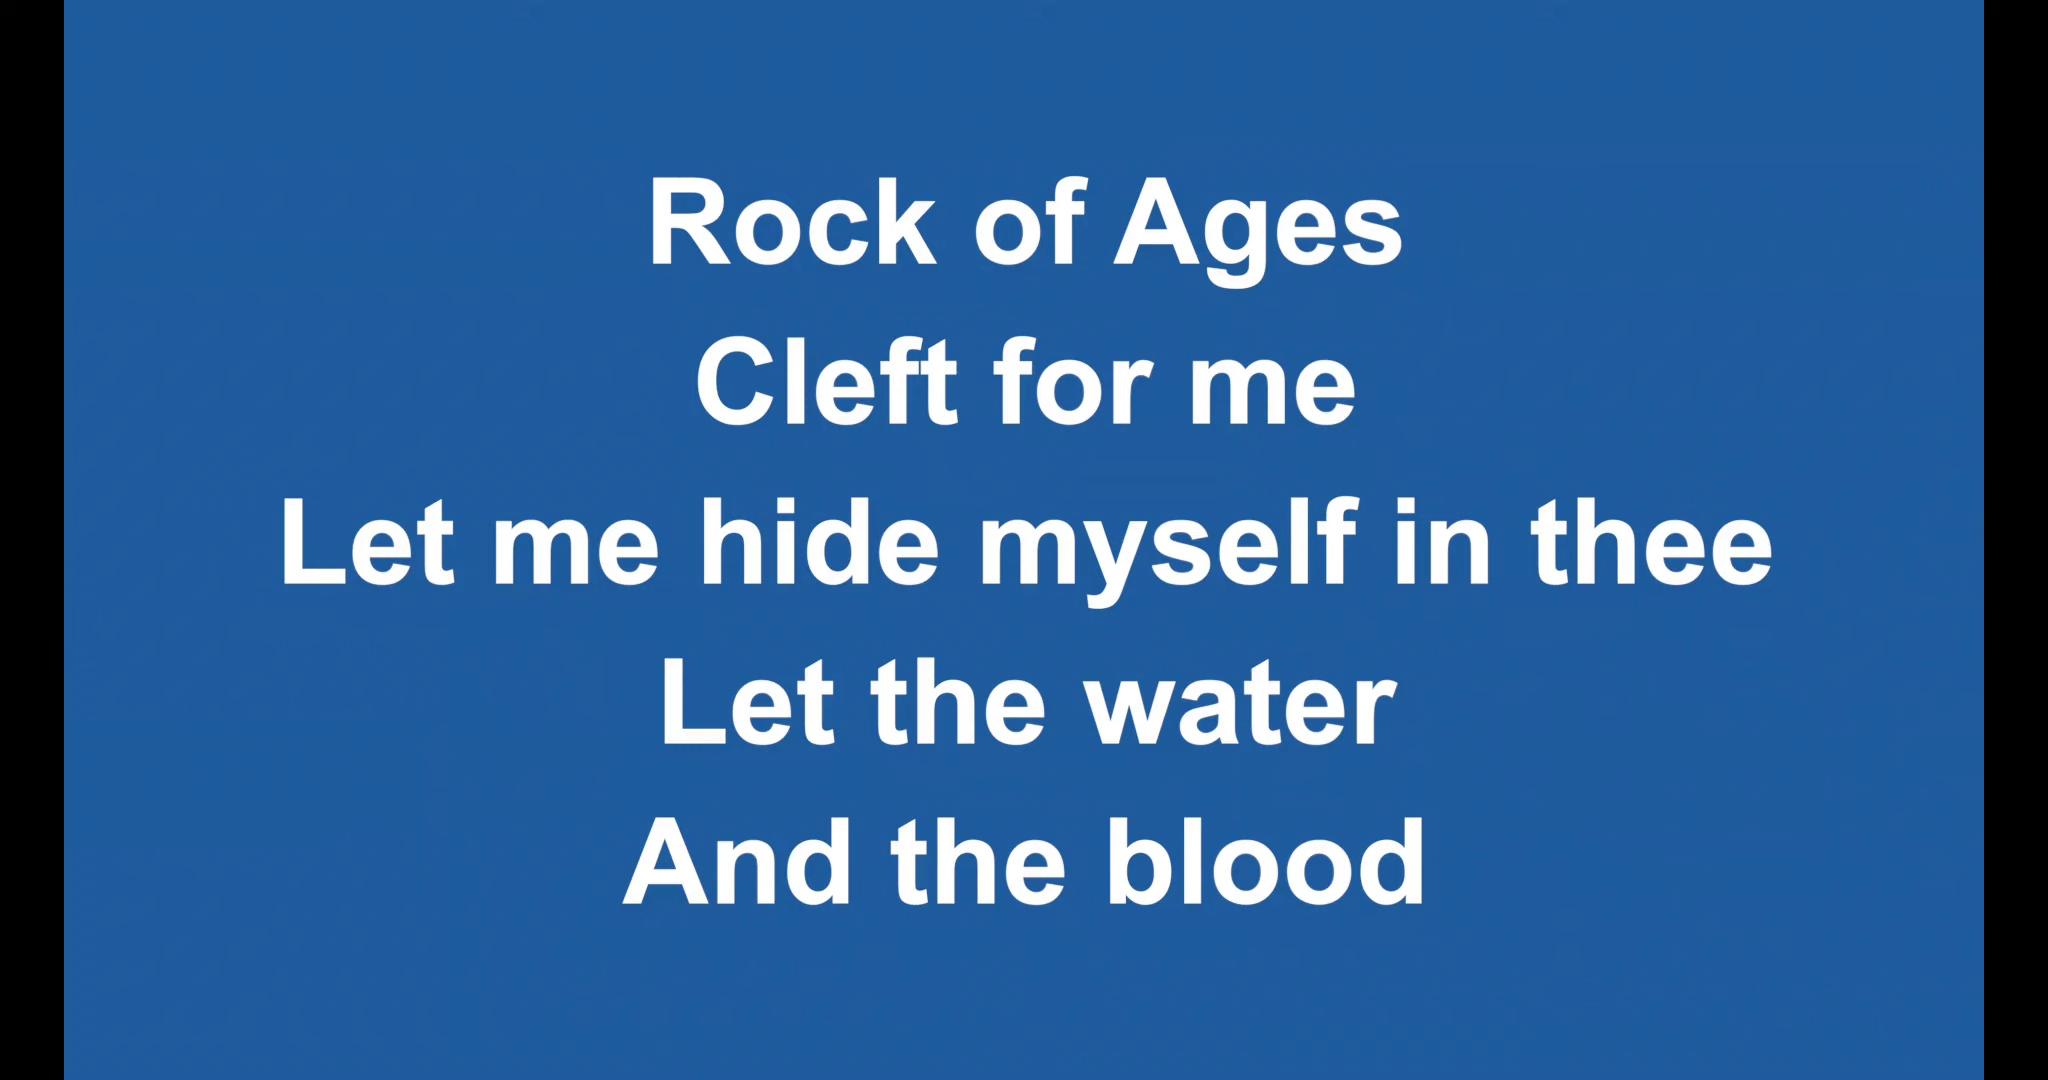 Rock of Ages
Cleft for me
Let me hide myself in thee
Let the water
And the blood